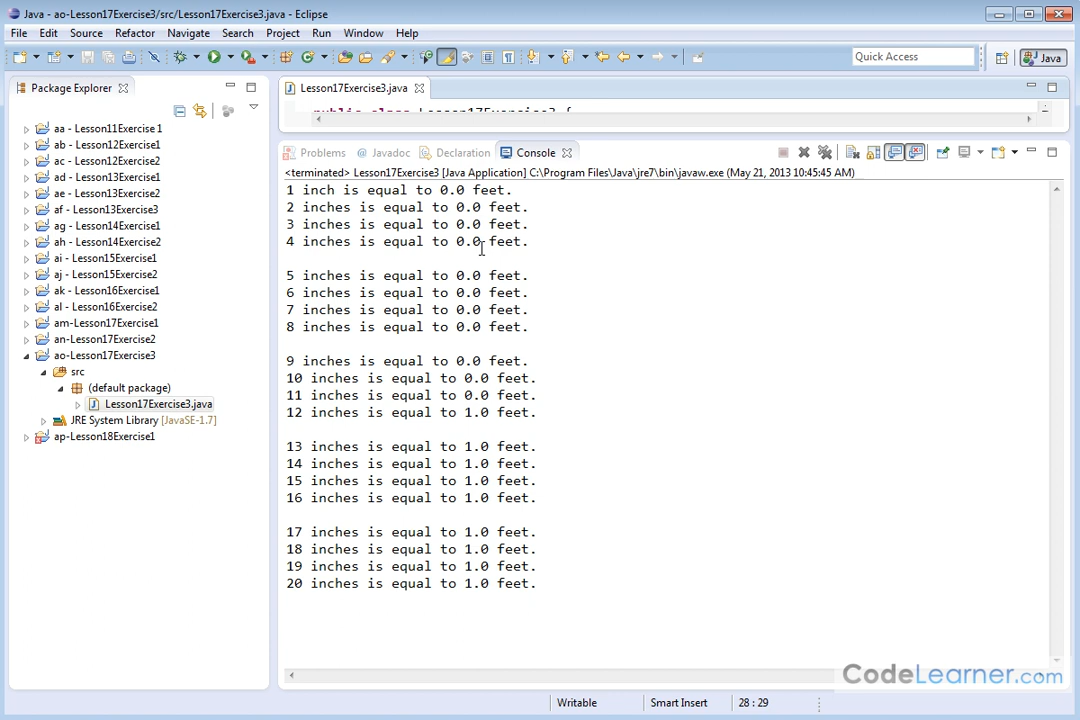 Java - ao-Lesson17Exercise3/src/Lesson17Exercise3.java - Eclipse
File Edit Source Refactor Navigate Search Project Run Window Help
Quick Access
Java
Package Explorer
Lesson17Exercise3.java
aa - Lesson11Exercise1
ab - Lesson12Exercise1
ac - Lesson12Exercise2
ad - Lesson13Exercise1
ae - Lesson13Exercise2
af - Lesson13Exercise3
ag - Lesson14Exercise1
ah - Lesson14Exercise2
ai - Lesson15Exercise1
aj - Lesson15Exercise2
ak - Lesson16Exercise1
al - Lesson16Exercise2
am-Lesson17Exercise1
an-Lesson17Exercise2
ao-Lesson17Exercise3
src
(default package)
Lesson17Exercise3.java
JRE System Library [JavaSE-1.7]
ap-Lesson18Exercise1
public class Lesson17Exercise3 {
Problems @ Javadoc Declaration Console
<terminated> Lesson17Exercise3 [Java Application] C:\Program Files\Java\jre7\bin\javaw.exe (May 21, 2013 10:45:45 AM)
1 inch is equal to 0.0 feet.
2 inches is equal to 0.0 feet.
3 inches is equal to 0.0 feet.
4 inches is equal to 0.0 feet.
5 inches is equal to 0.0 feet.
6 inches is equal to 0.0 feet.
7 inches is equal to 0.0 feet.
8 inches is equal to 0.0 feet.
9 inches is equal to 0.0 feet.
10 inches is equal to 0.0 feet.
11 inches is equal to 0.0 feet.
12 inches is equal to 1.0 feet.
13 inches is equal to 1.0 feet.
14 inches is equal to 1.0 feet.
15 inches is equal to 1.0 feet.
16 inches is equal to 1.0 feet.
17 inches is equal to 1.0 feet.
18 inches is equal to 1.0 feet.
19 inches is equal to 1.0 feet.
20 inches is equal to 1.0 feet.
CodeLearner.com
Writable Smart Insert 28 : 29